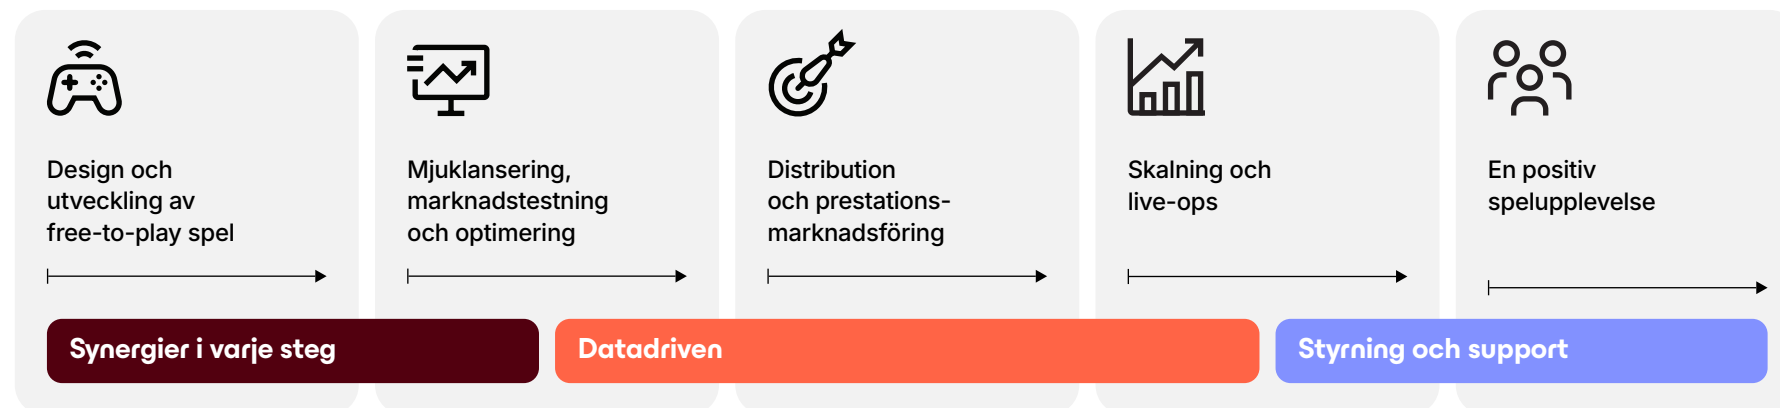 Design och
utveckling av
free-to-play spel
Mjuklansering,
marknadstestning
och optimering
Distribution
och prestations-
marknadsföring
Skalning och
live-ops
En positiv
spelupplevelse
Synergier i varje steg
Datadriven
Styrning och support